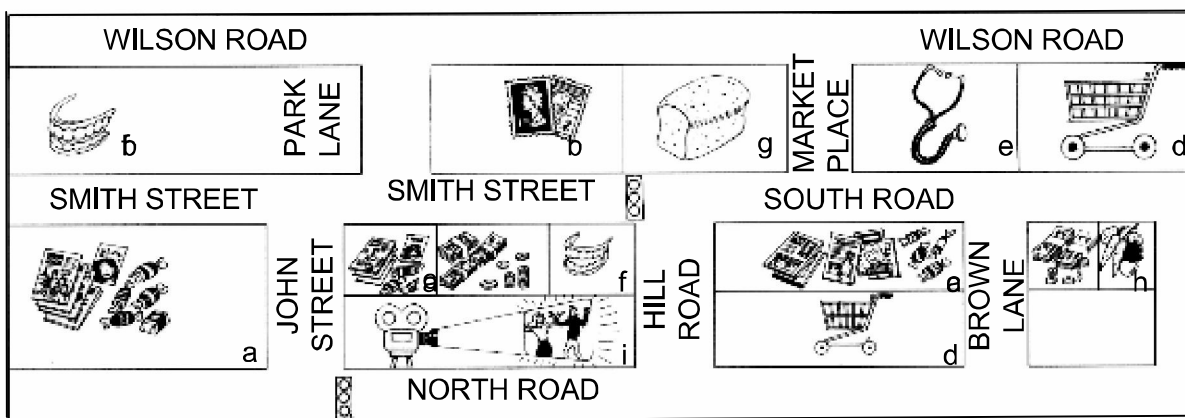 WILSON ROAD
WILSON ROAD
PARK
LANE
MARKET
PLACE
b
g
e
d
SMITH STREET
SMITH STREET
SOUTH ROAD
a
JOHN
STREET
f
i
HILL
ROAD
e
d
BROWN
LANE
h
NORTH ROAD